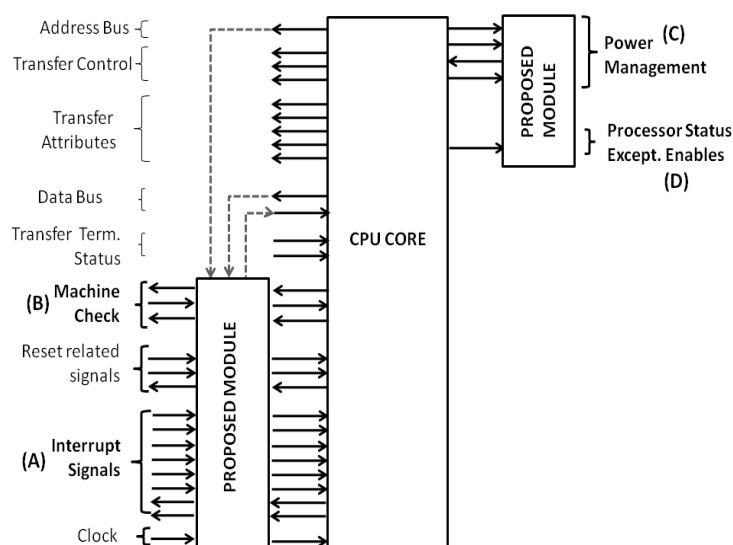 Address Bus
Transfer Control
Transfer
Attributes
Data Bus
Transfer Term.
Status
(B) Machine
Check
Reset related
signals
(A) Interrupt
Signals
Clock
PROPOSED MODULE
CPU CORE
PROPOSED
MODULE
Power (C)
Management
Processor Status
Except. Enables
(D)